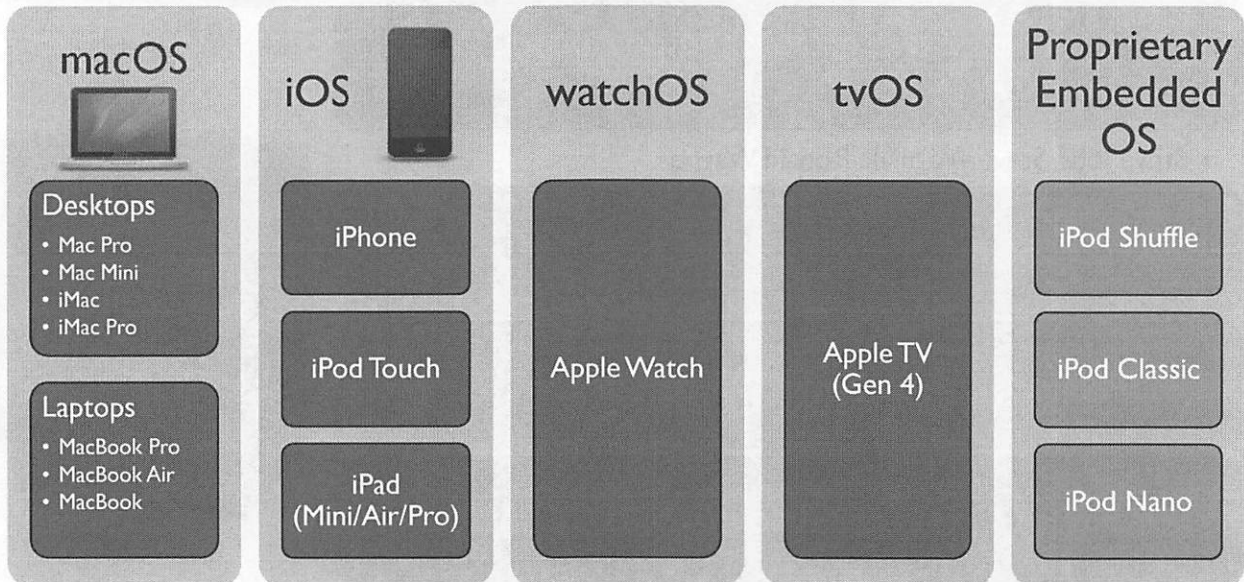 macOS
Desktops
• Mac Pro
• Mac Mini
• iMac
• iMac Pro
Laptops
• MacBook Pro
• MacBook Air
• MacBook
iOS
iPhone
iPod Touch
iPad
(Mini/Air/Pro)
watchOS
Apple Watch
tvOS
Apple TV
(Gen 4)
Proprietary
Embedded
OS
iPod Shuffle
iPod Classic
iPod Nano